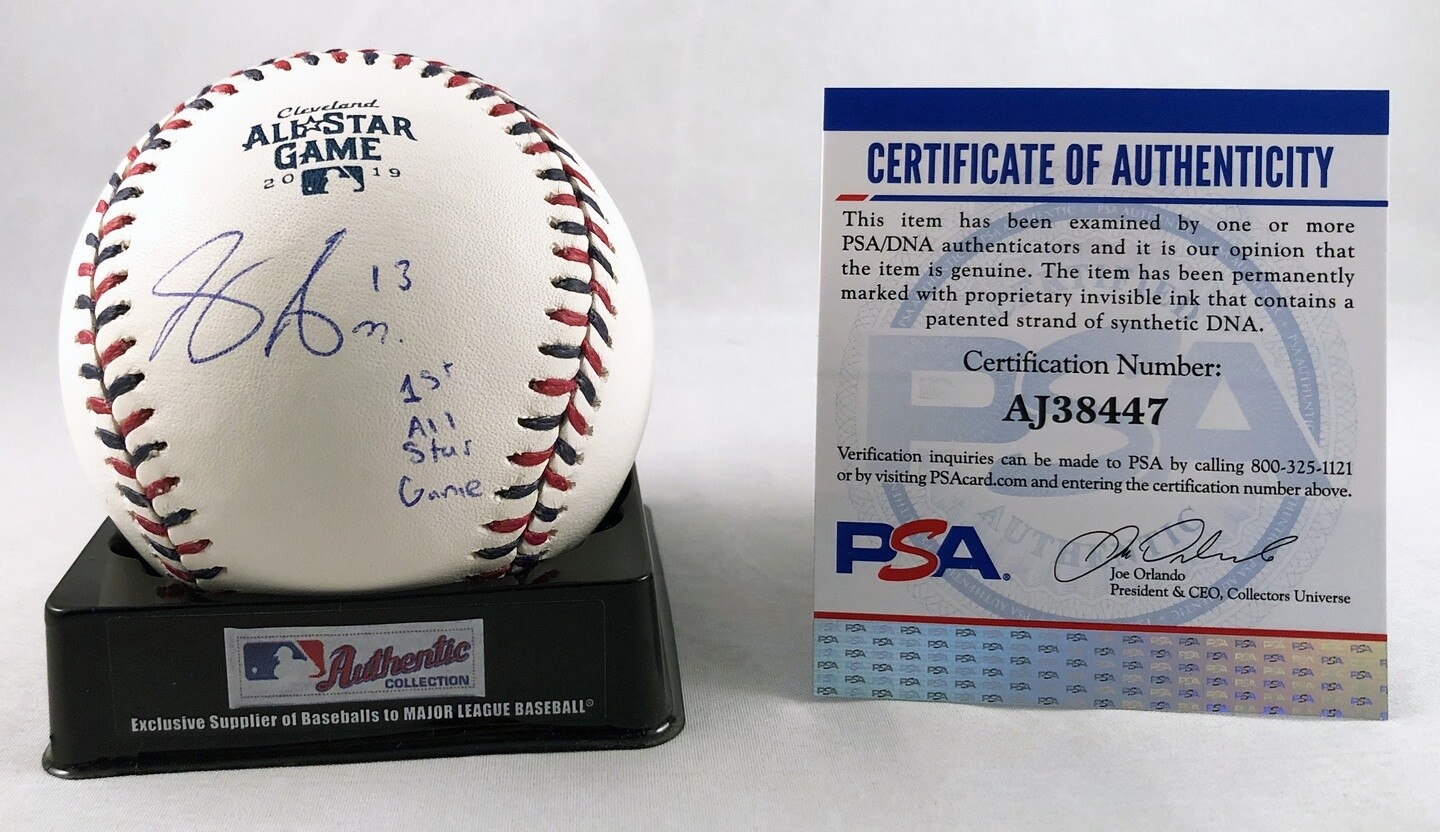 Cleveland
ALL★STAR
GAME
20 19
13
1st
All
Star
Game
Authentic
COLLECTION
Exclusive Supplier of Baseballs to MAJOR LEAGUE BASEBALL®
CERTIFICATE OF AUTHENTICITY
This item has been examined by one or more
PSA/DNA authenticators and it is our opinion that
the item is genuine. The item has been permanently
marked with proprietary invisible ink that contains a
patented strand of synthetic DNA.
Certification Number:
AJ38447
Verification inquiries can be made to PSA by calling 800-325-1121
or by visiting PSAcard.com and entering the certification number above.
PSA®
Joe Orlando
President & CEO, Collectors Universe